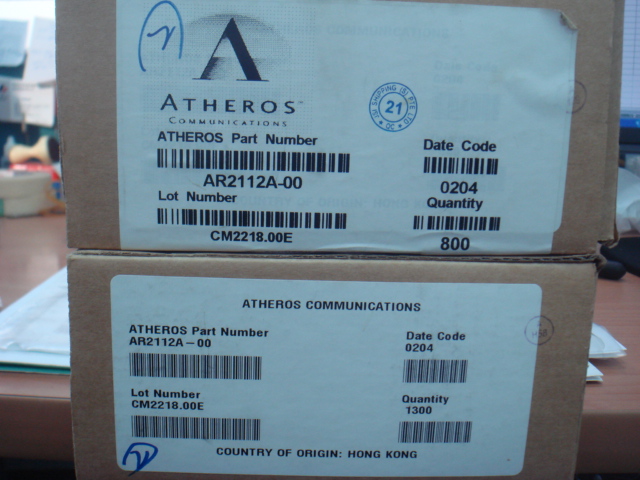 ATHEROS™
COMMUNICATIONS
ATHEROS Part Number
AR2112A-00
Lot Number
CM2218.00E
Date Code
0204
Quantity
800
21
ATHEROS COMMUNICATIONS
ATHEROS Part Number
AR2112A-00
Date Code
0204
Lot Number
CM2218.00E
Quantity
1300
COUNTRY OF ORIGIN: HONG KONG